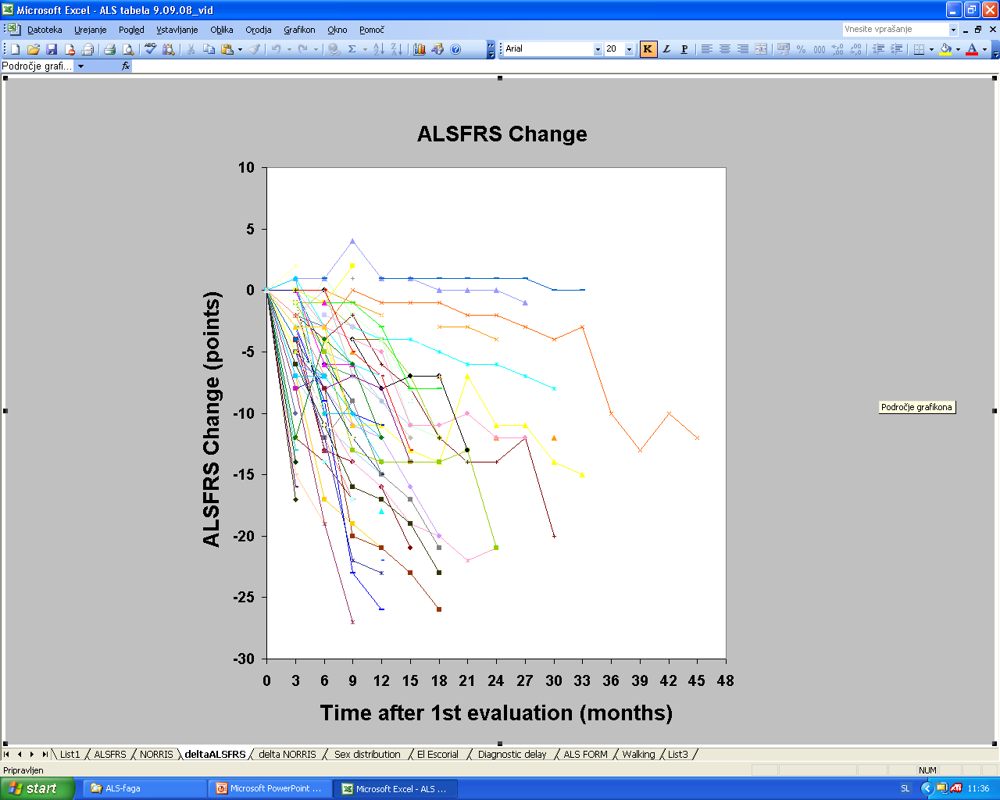 Microsoft Excel - ALS tabela 9.09.08_vid
Datoteka Urejanje Pogled Vstavljanje Oblika Orodja Grafikon Okno Pomoč Vnesite vprašanje
Arial 20 K L P
Področje grafi... fx
ALSFRS Change
10
5
0
-5
-10
-15
-20
-25
-30
ALSFRS Change (points)
0 3 6 9 12 15 18 21 24 27 30 33 36 39 42 45 48
Time after 1st evaluation (months)
Področje grafikona
List1 ALSFRS NORRIS deltaALSFRS delta NORRIS Sex distribution El Escorial Diagnostic delay ALS FORM Walking List3
Pripravljen NUM
start ALS-faga Microsoft PowerPoint ... Microsoft Excel - ALS ... SL 11:36